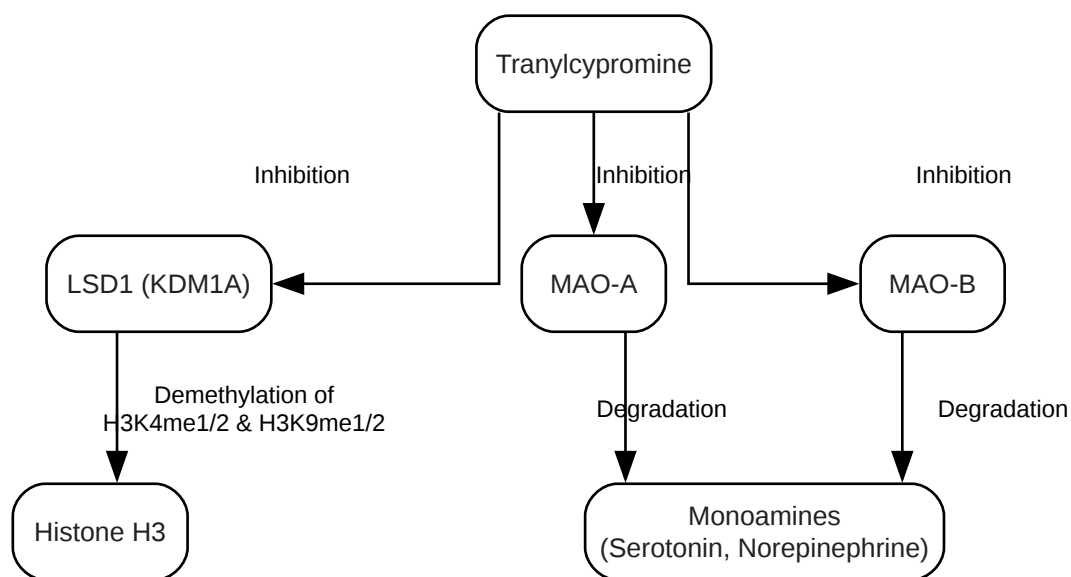 Tranylcypromine
Inhibition
Inhibition
Inhibition
LSD1 (KDM1A)
MAO-A
MAO-B
Demethylation of
H3K4me1/2 & H3K9me1/2
Degradation
Degradation
Histone H3
Monoamines
(Serotonin, Norepinephrine)